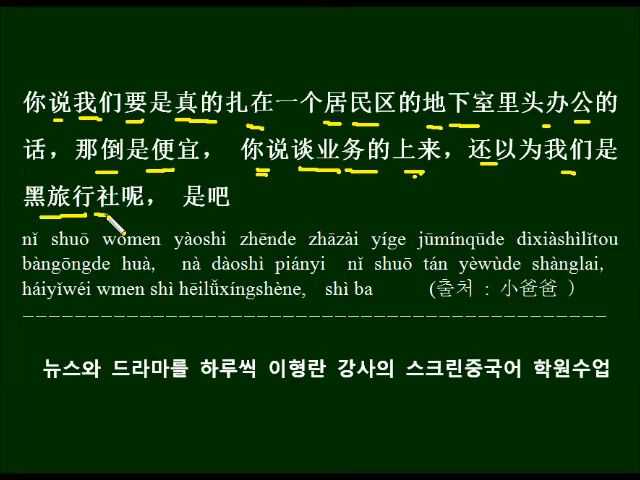 你说我们要是真的扎在一个居民区的地下室里头办公的
话，那倒是便宜， 你说谈业务的上来，还以为我们是
黑旅行社呢， 是吧
nǐ shuō women yàoshi zhēnde zhāzài yíge jūmínqūde dìxiàshìlǐtou
bàngōngde huà, nà dàoshì piányi nǐ shuō tán yèwùde shànglai,
háiyǐwéi wmen shì hēilǚxíngshène, shì ba (출처 : 小爸爸 )
뉴스와 드라마를 하루씩 이형란 강사의 스크린중국어 학원수업